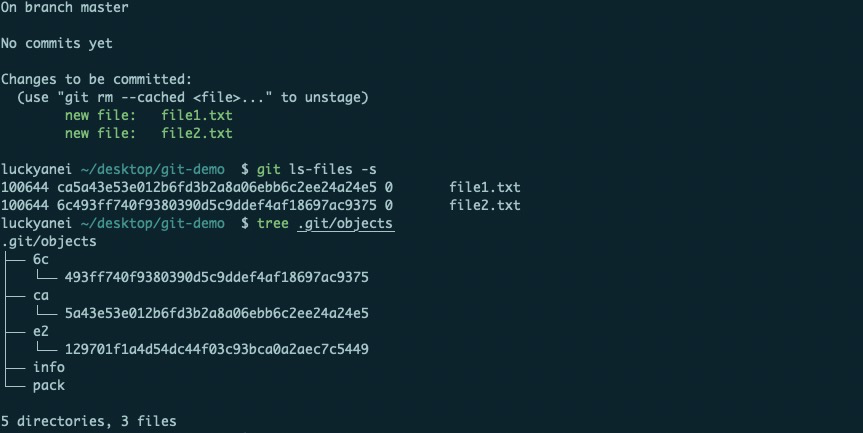 On branch master
No commits yet
Changes to be committed:
  (use "git rm --cached <file>..." to unstage)
        new file:   file1.txt
        new file:   file2.txt
luckyanei ~/desktop/git-demo  $ git ls-files -s
100644 ca5a43e53e012b6fd3b2a8a06ebb6c2ee24a24e5 0       file1.txt
100644 6c493ff740f9380390d5c9ddef4af18697ac9375 0       file2.txt
luckyanei ~/desktop/git-demo  $ tree .git/objects
.git/objects
├── 6c
│   └── 493ff740f9380390d5c9ddef4af18697ac9375
├── ca
│   └── 5a43e53e012b6fd3b2a8a06ebb6c2ee24a24e5
├── e2
│   └── 129701f1a4d54dc44f03c93bca0a2aec7c5449
├── info
└── pack
5 directories, 3 files